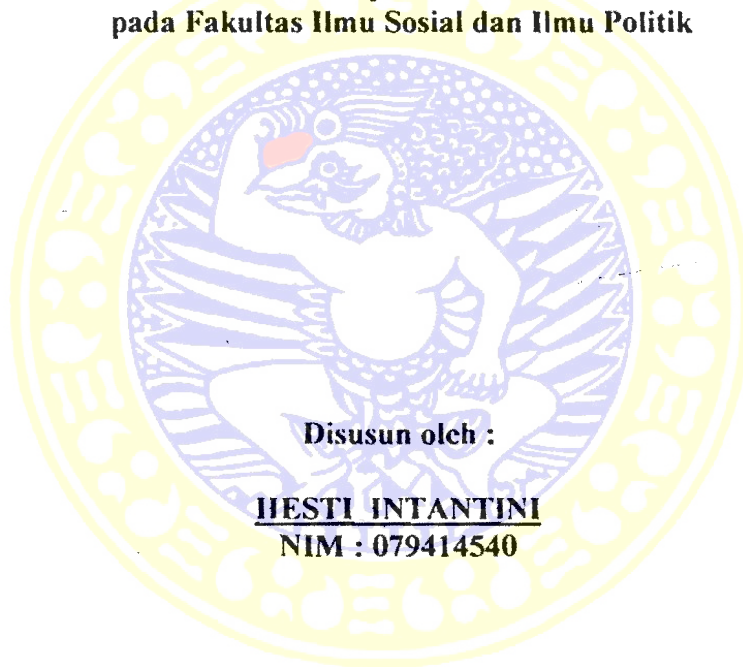 pada Fakultas Ilmu Sosial dan Ilmu Politik
Disusun oleh :
HESTI INTANTINI
NIM : 079414540